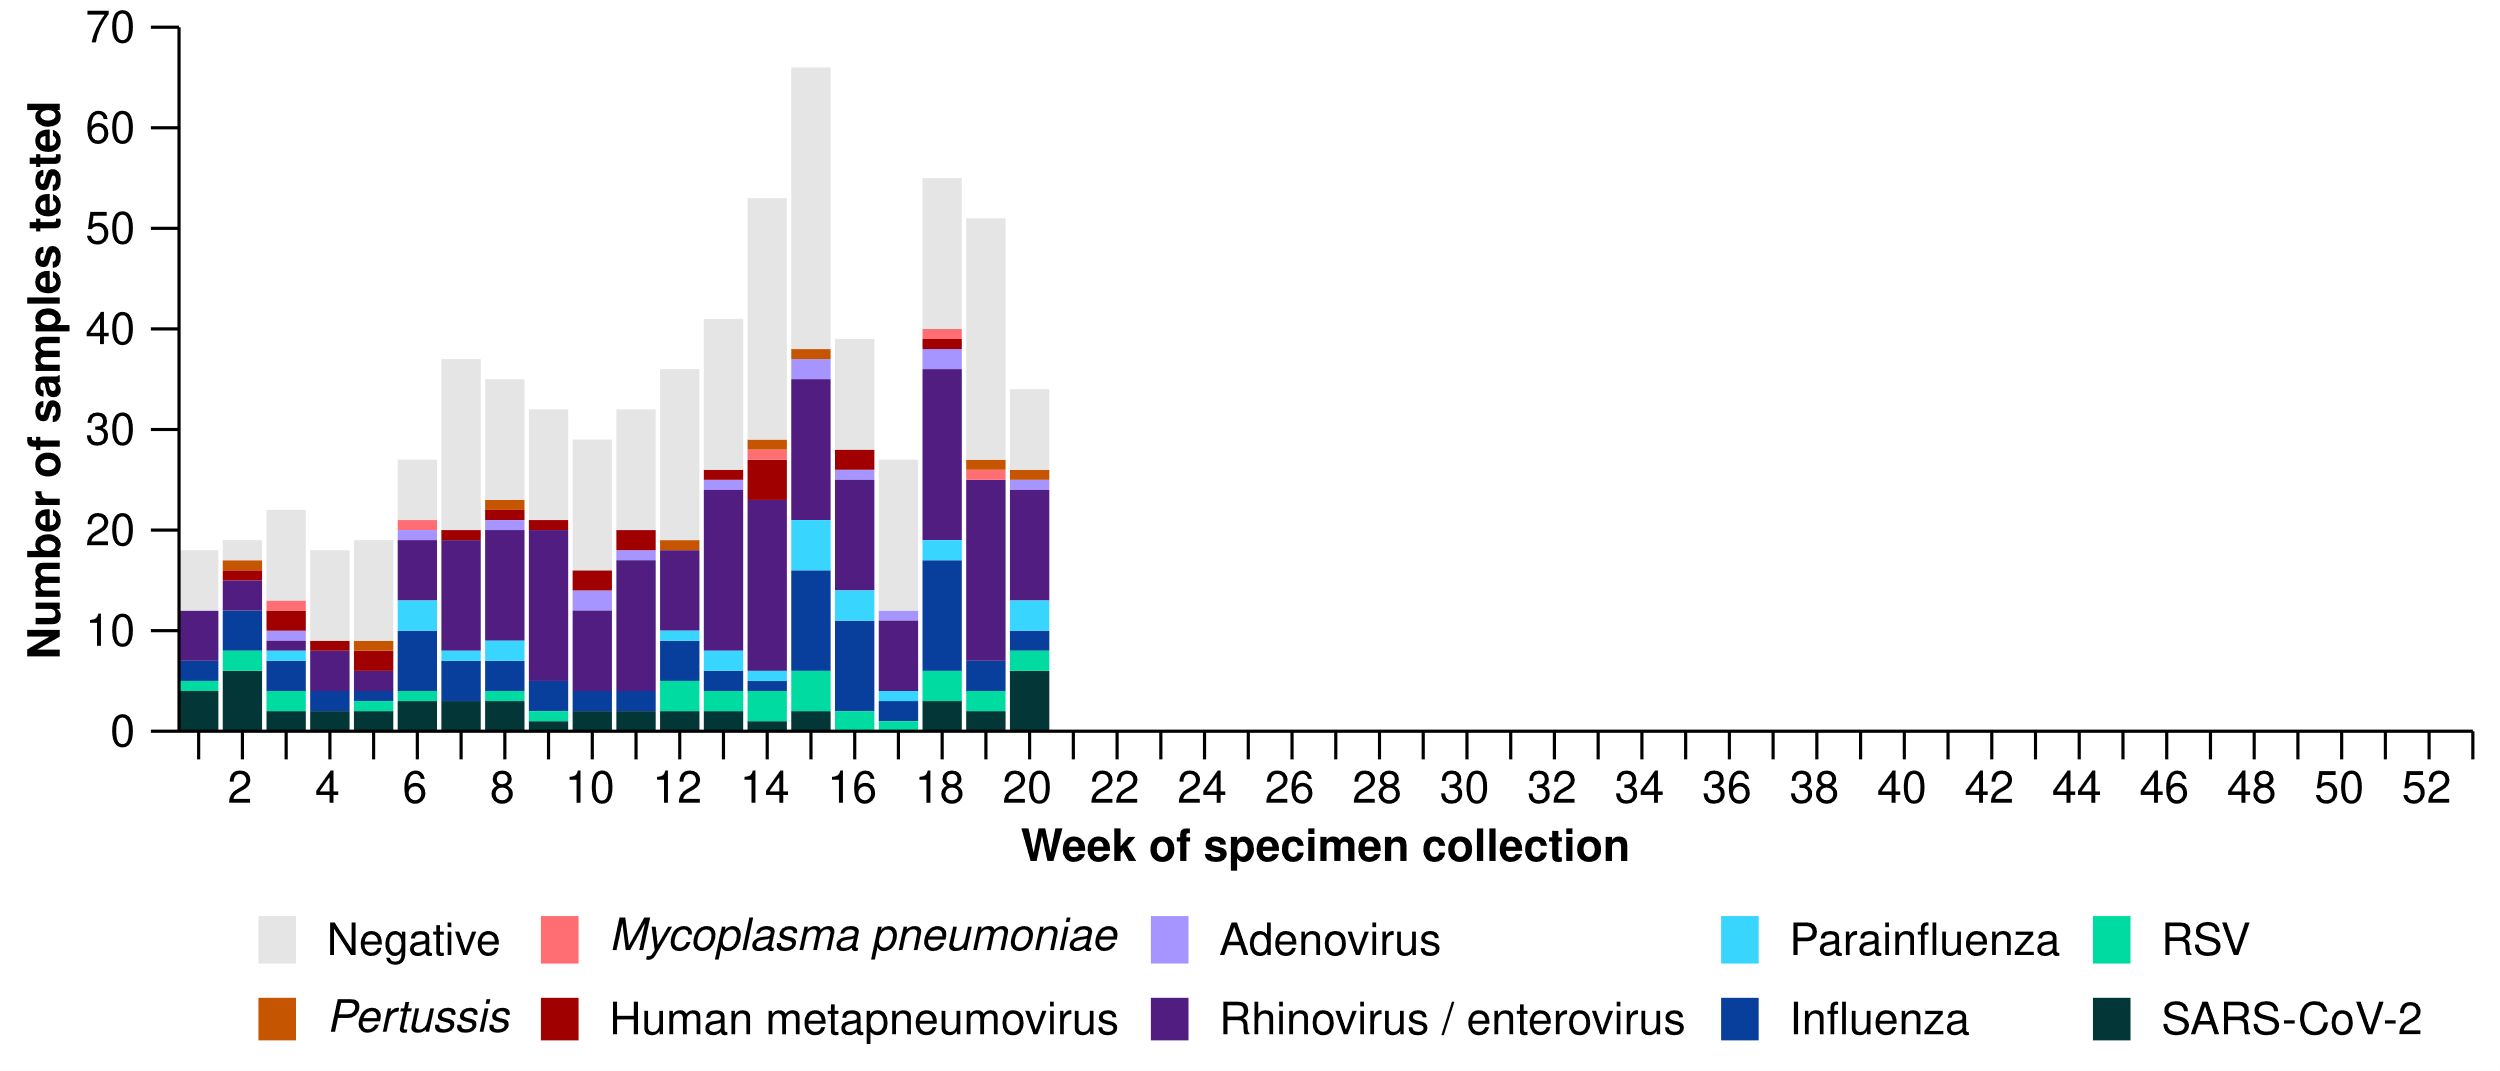 70
60
50
40
30
20
10
0
Number of samples tested
2 4 6 8 10 12 14 16 18 20 22 24 26 28 30 32 34 36 38 40 42 44 46 48 50 52
Week of specimen collection
Negative Mycoplasma pneumoniae Adenovirus Parainfluenza RSV
Pertussis Human metapneumovirus Rhinovirus / enterovirus Influenza SARS-CoV-2